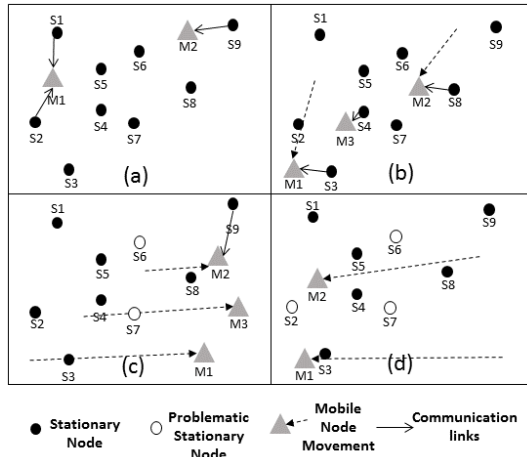 S1
M2
S9
S6
S5
M1
S8
S4
S2
S7
S3
(a)
S1
S9
S6
S5
M2
S8
S4
S2
M3
S7
M1
S3
(b)
S1
S9
S6
S5
M2
S8
S4
S7
M3
S2
S3
M1
(c)
S1
S9
S6
S5
M2
S8
S4
S2
S7
M1
S3
(d)
Stationary
Node
Problematic
Stationary
Node
Mobile
Node
Movement
Communication
links